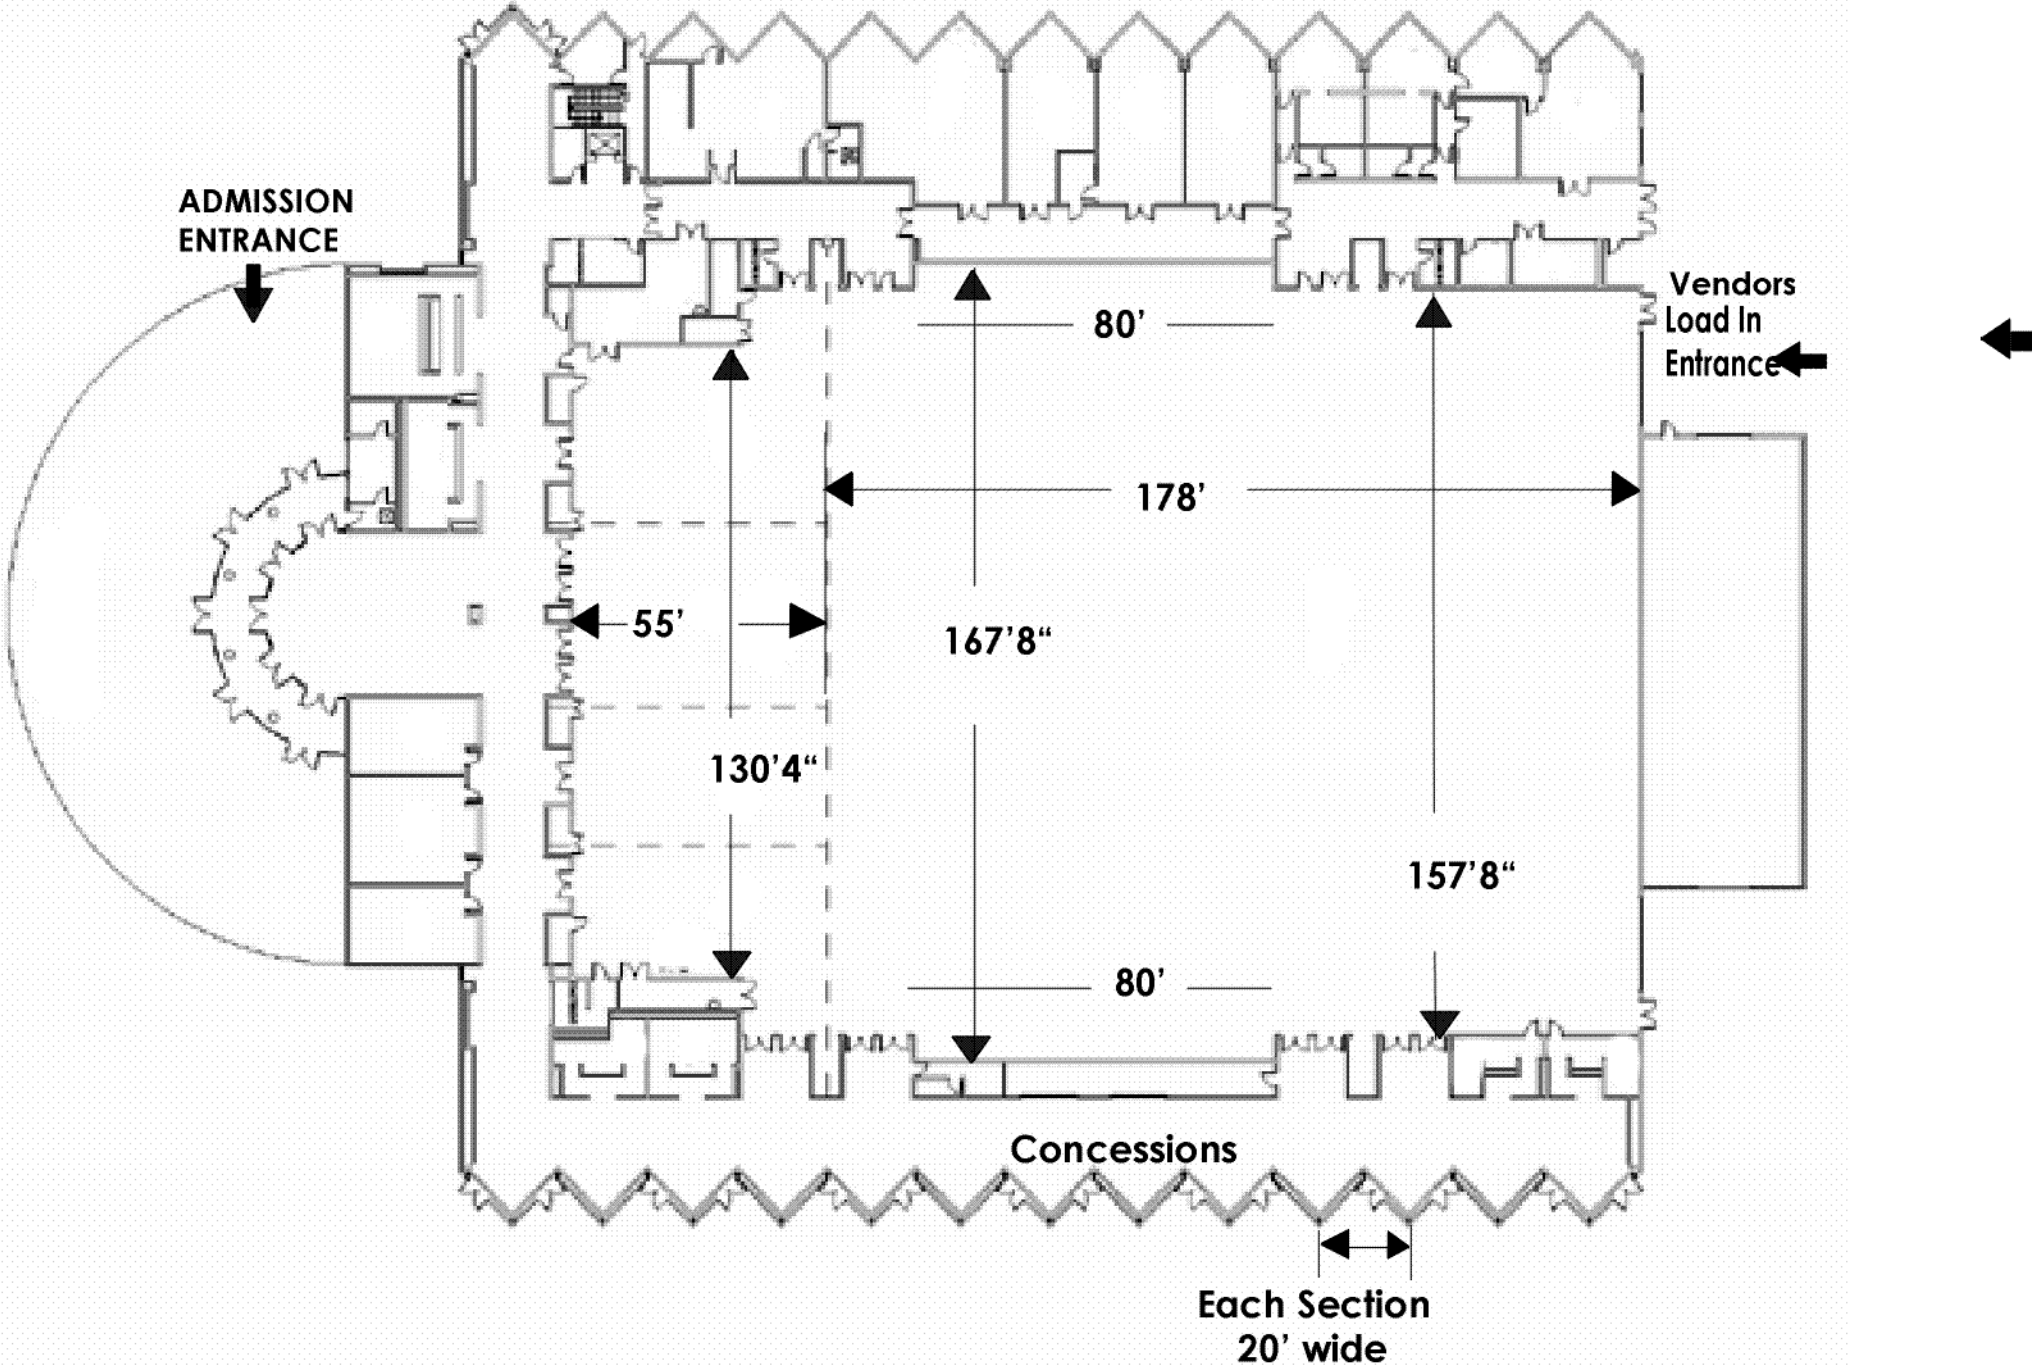 ADMISSION
ENTRANCE
Vendors
Load In
Entrance
80’
178’
55’
167’8“
130’4“
157’8“
80’
Concessions
Each Section
20’ wide